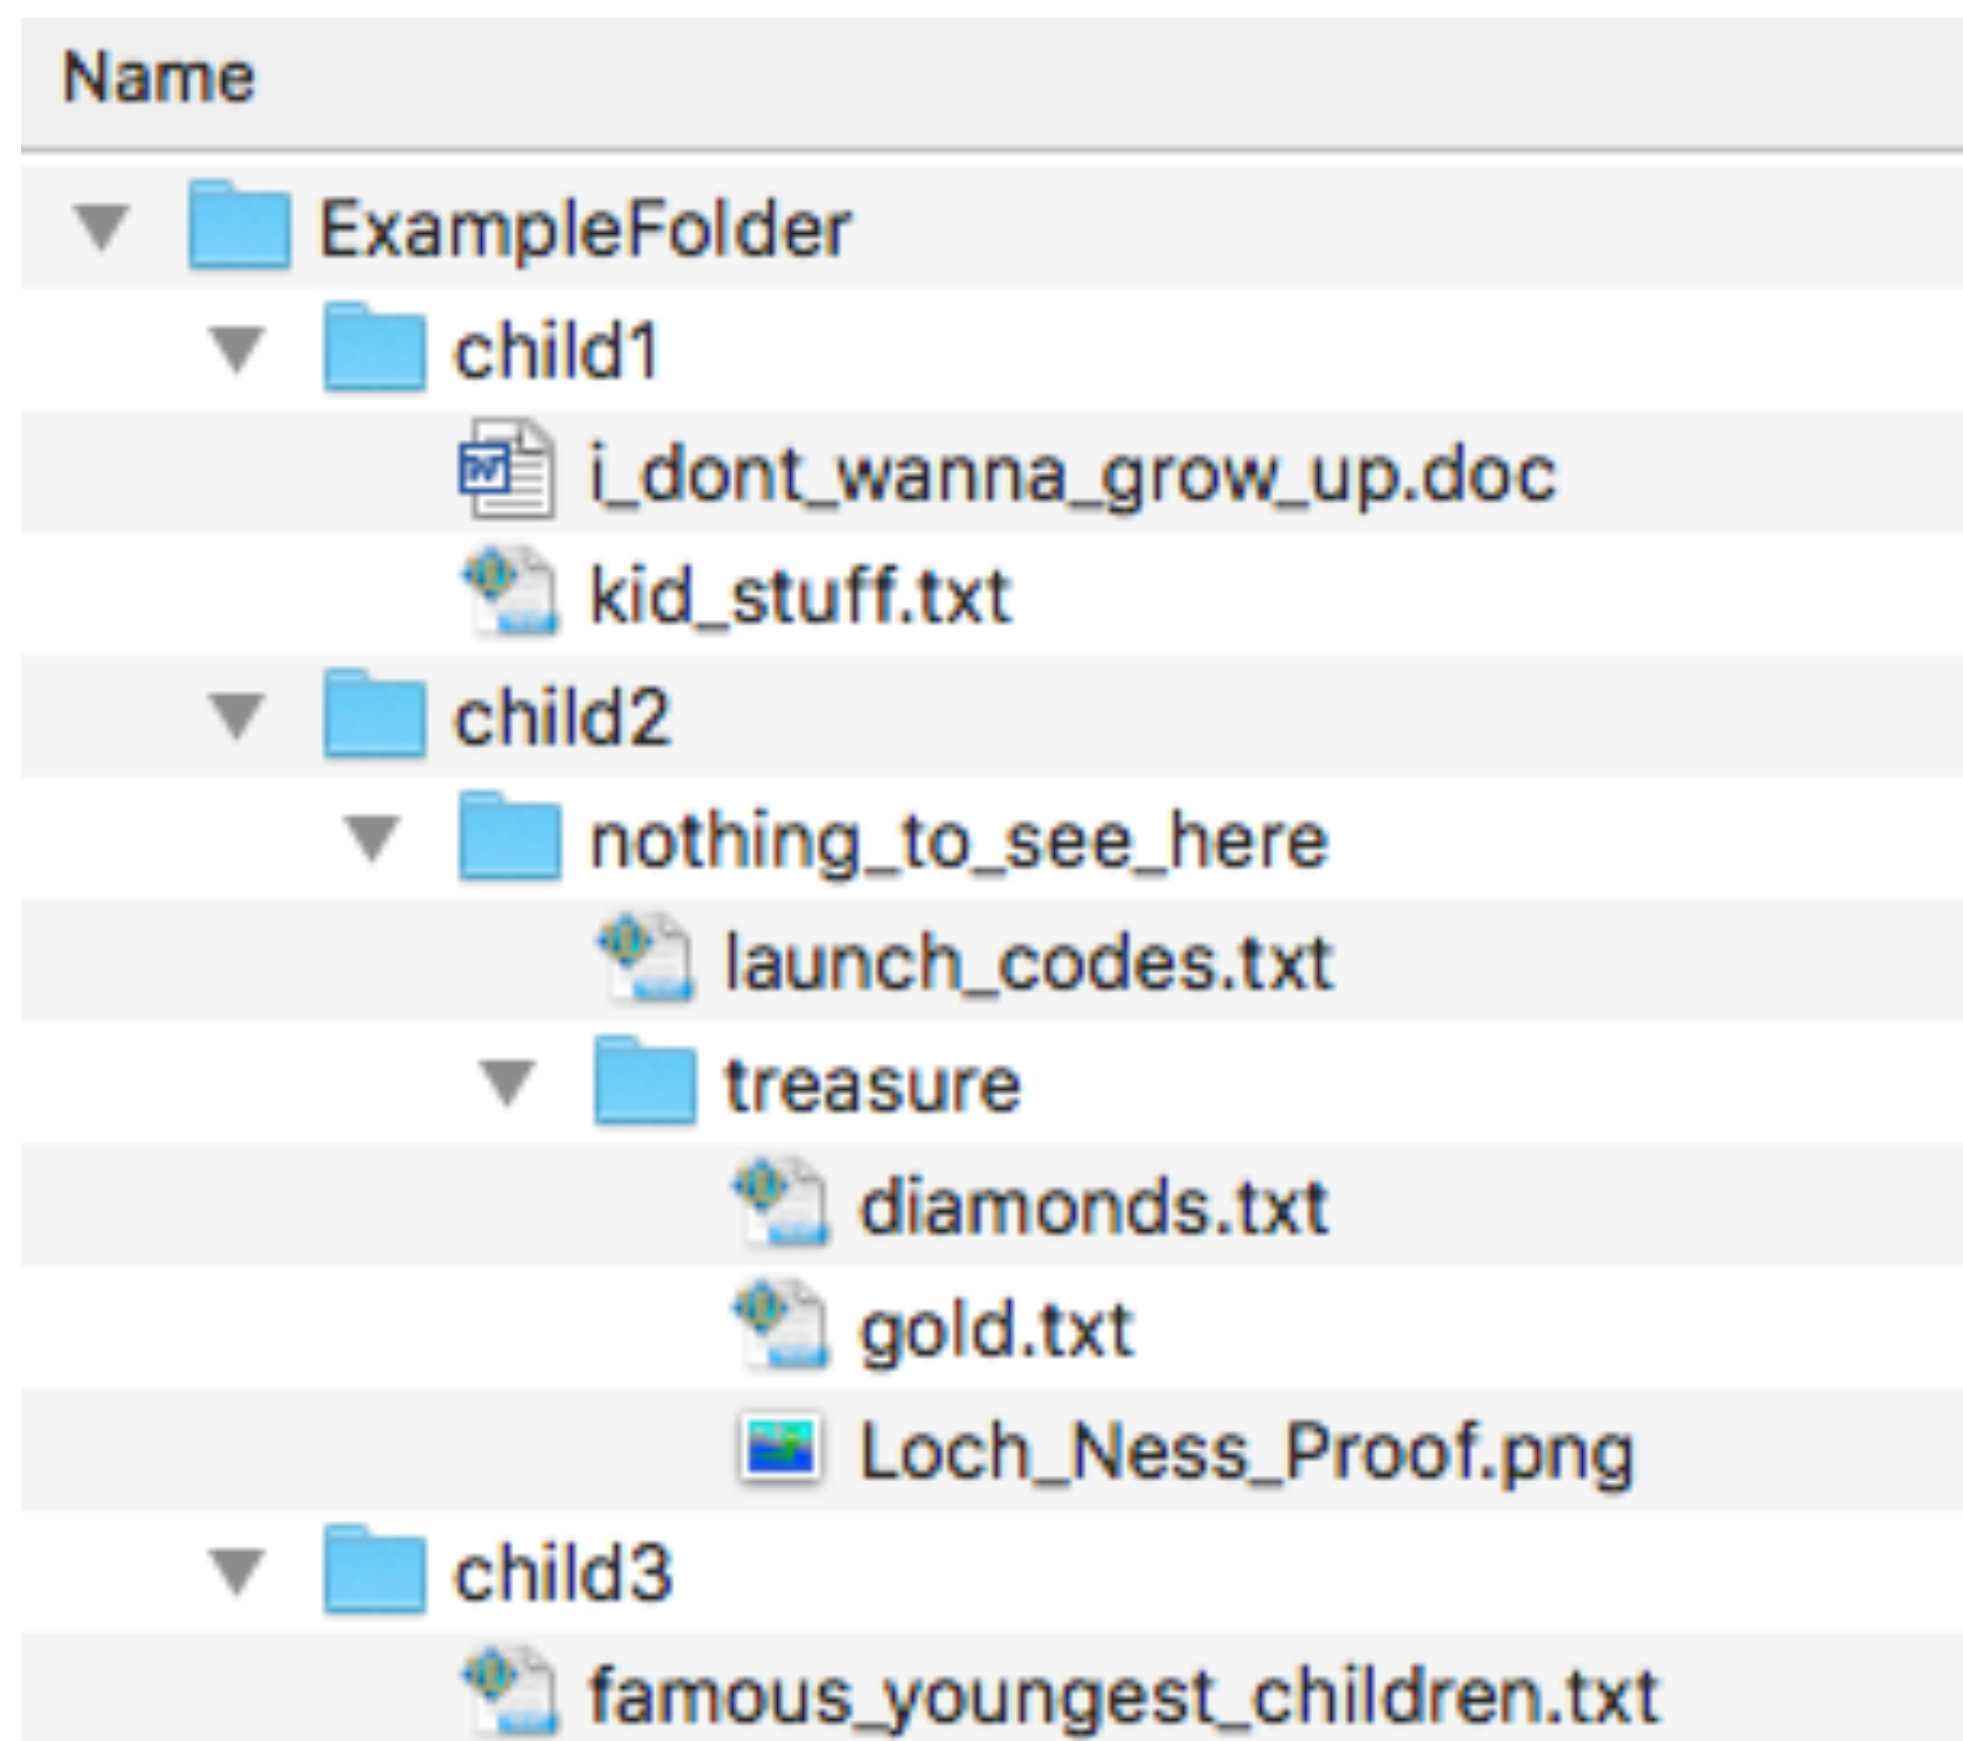 Name
ExampleFolder
child1
i_dont_wanna_grow_up.doc
kid_stuff.txt
child2
nothing_to_see_here
launch_codes.txt
treasure
diamonds.txt
gold.txt
Loch_Ness_Proof.png
child3
famous_youngest_children.txt